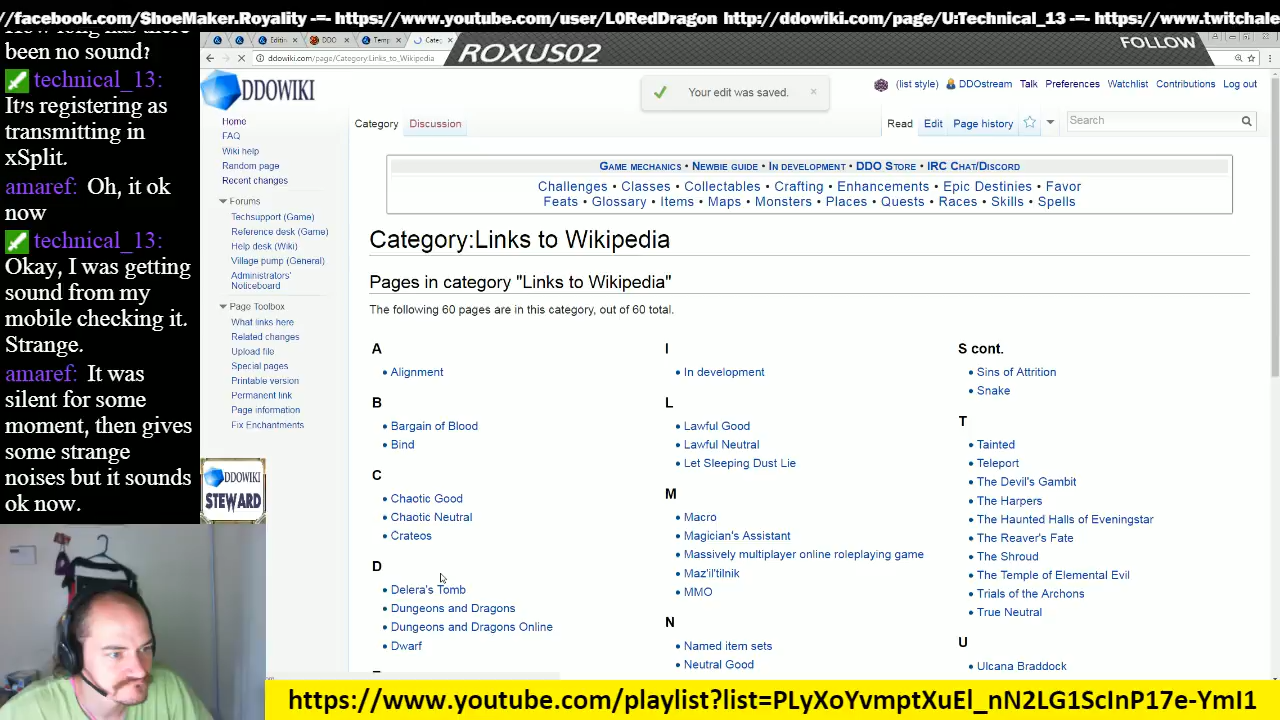 /facebook.com/$hoeMaker.Royality -=- https://www.youtube.com/user/L0RedDragon http://ddowiki.com/page/U:Technical_13 -=- https://www.twitchale
been no sound?
technical_13:
It's registering as
transmitting in
xSplit.
amaref: Oh, it ok
now
technical_13:
Okay, I was getting
sound from my
mobile checking it.
Strange.
amaref: It was
silent for some
moment, then gives
some strange
noises but it sounds
ok now.
ddowiki.com/page/Category:Links_to_Wikipedia
ROXUS02
FOLLOW
DDOWIKI
Your edit was saved.
(list style) DDOstream Talk Preferences Watchlist Contributions Log out
Category Discussion
Read Edit Page history
Search
Home
FAQ
Wiki help
Random page
Recent changes
Forums
Techsupport (Game)
Reference desk (Game)
Help desk (Wiki)
Village pump (General)
Administrators'
Noticeboard
Page Toolbox
What links here
Related changes
Upload file
Special pages
Printable version
Permanent link
Page information
Fix Enchantments
DDOWIKI
STEWARD
Game mechanics • Newbie guide • In development • DDO Store • IRC Chat/Discord
Challenges • Classes • Collectables • Crafting • Enhancements • Epic Destinies • Favor
Feats • Glossary • Items • Maps • Monsters • Places • Quests • Races • Skills • Spells
Category:Links to Wikipedia
Pages in category "Links to Wikipedia"
The following 60 pages are in this category, out of 60 total.
A
Alignment
B
Bargain of Blood
Bind
C
Chaotic Good
Chaotic Neutral
Crateos
D
Delera's Tomb
Dungeons and Dragons
Dungeons and Dragons Online
Dwarf
I
In development
L
Lawful Good
Lawful Neutral
Let Sleeping Dust Lie
M
Macro
Magician's Assistant
Massively multiplayer online roleplaying game
Maz'il'tilnik
MMO
N
Named item sets
Neutral Good
S cont.
Sins of Attrition
Snake
T
Tainted
Teleport
The Devil's Gambit
The Harpers
The Haunted Halls of Eveningstar
The Reaver's Fate
The Shroud
The Temple of Elemental Evil
Trials of the Archons
True Neutral
U
Ulcana Braddock
https://www.youtube.com/playlist?list=PLyXoYvmptXuEl_nN2LG1ScInP17e-YmI1